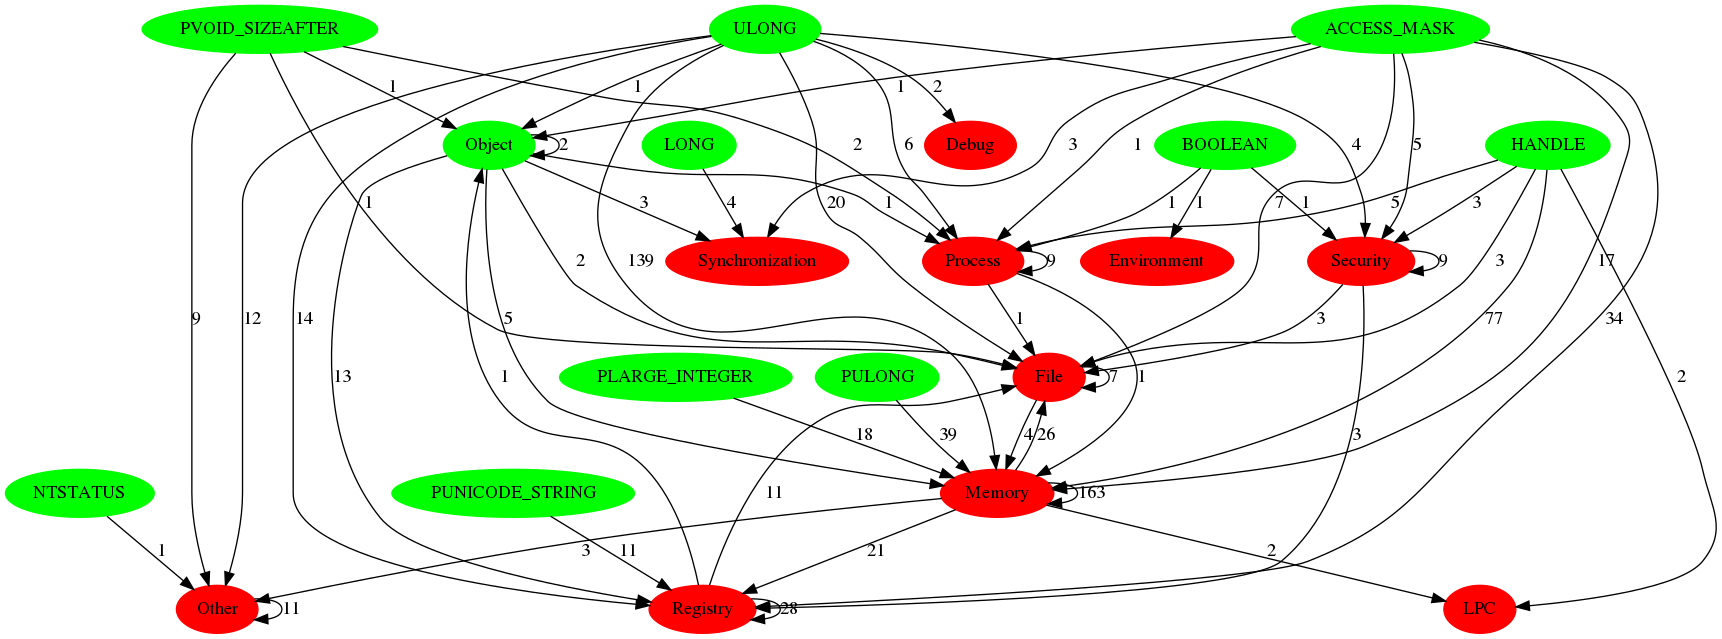 PVOID_SIZEAFTER ULONG ACCESS_MASK
1 1 2 1
Object LONG Debug BOOLEAN HANDLE
2 2 6 3 1 4 5
3 4 1 1 1 5 3
9 12 14 1 139 20 7
Synchronization Process Environment Security
2 9 9 3
5 1 3 77 17 34
PLARGE_INTEGER PULONG File
13 1 7 1 2
18 39 4 26 3
NTSTATUS PUNICODE_STRING Memory
11 163
1 3 11 21 2
Other Registry LPC
11 28